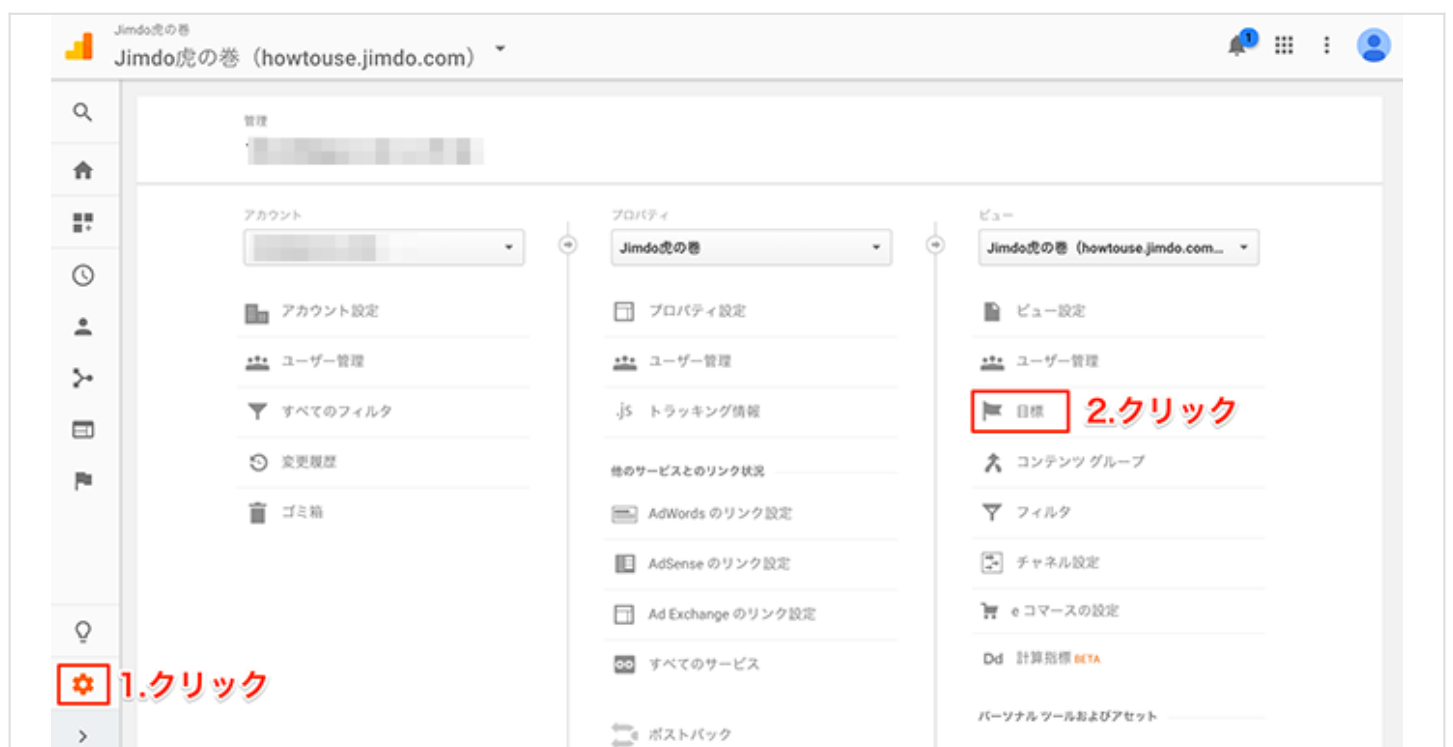 Jimdo虎の巻
Jimdo虎の巻（howtouse.jimdo.com）
1
管理
アカウント
プロパティ
ビュー
Jimdo虎の巻
Jimdo虎の巻（howtouse.jimdo.com...
アカウント設定
ユーザー管理
すべてのフィルタ
変更履歴
ゴミ箱
プロパティ設定
ユーザー管理
.js トラッキング情報
他のサービスとのリンク状況
AdWords のリンク設定
AdSense のリンク設定
Ad Exchange のリンク設定
すべてのサービス
ポストバック
ビュー設定
ユーザー管理
目標
2.クリック
コンテンツ グループ
フィルタ
チャネル設定
e コマースの設定
Dd 計算指標 BETA
パーソナル ツールおよびアセット
1.クリック